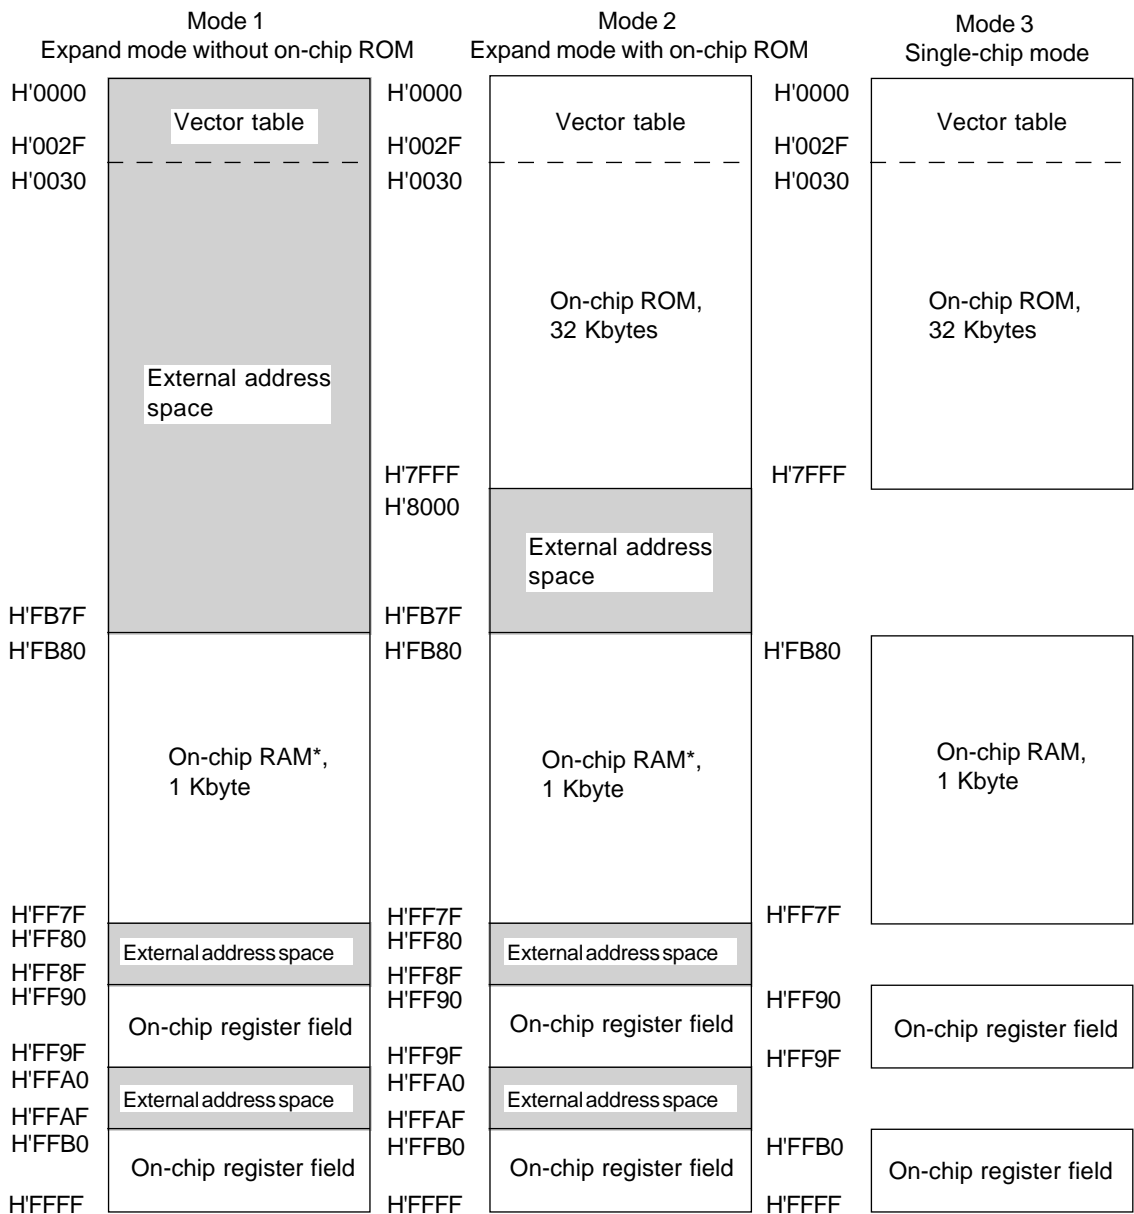 Mode 1
Expand mode without on-chip ROM
H'0000
Vector table
H'002F
H'0030
External address
space
H'FB7F
H'FB80
On-chip RAM*,
1 Kbyte
H'FF7F
H'FF80
External address space
H'FF8F
H'FF90
On-chip register field
H'FF9F
H'FFA0
External address space
H'FFAF
H'FFB0
On-chip register field
H'FFFF
Mode 2
Expand mode with on-chip ROM
H'0000
Vector table
H'002F
H'0030
On-chip ROM,
32 Kbytes
H'7FFF
H'8000
External address
space
H'FB7F
H'FB80
On-chip RAM*,
1 Kbyte
H'FF7F
H'FF80
External address space
H'FF8F
H'FF90
On-chip register field
H'FF9F
H'FFA0
External address space
H'FFAF
H'FFB0
On-chip register field
H'FFFF
Mode 3
Single-chip mode
H'0000
Vector table
H'002F
H'0030
On-chip ROM,
32 Kbytes
H'7FFF
H'FB80
On-chip RAM,
1 Kbyte
H'FF7F
H'FF90
On-chip register field
H'FF9F
H'FFB0
On-chip register field
H'FFFF